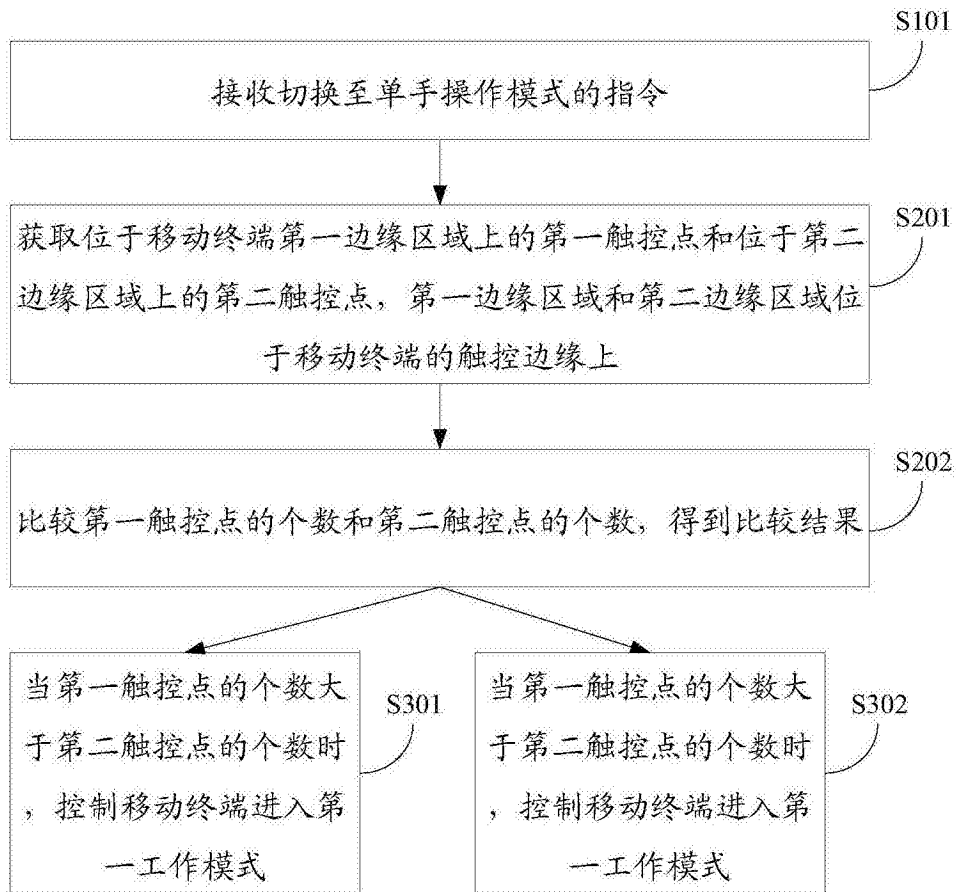 S101
接收切换至单手操作模式的指令
S201
获取位于移动终端第一边缘区域上的第一触控点和位于第二
边缘区域上的第二触控点，第一边缘区域和第二边缘区域位
于移动终端的触控边缘上
S202
比较第一触控点的个数和第二触控点的个数，得到比较结果
当第一触控点的个数大
于第二触控点的个数时
，控制移动终端进入第
一工作模式
S301
当第一触控点的个数大
于第二触控点的个数时
，控制移动终端进入第
一工作模式
S302